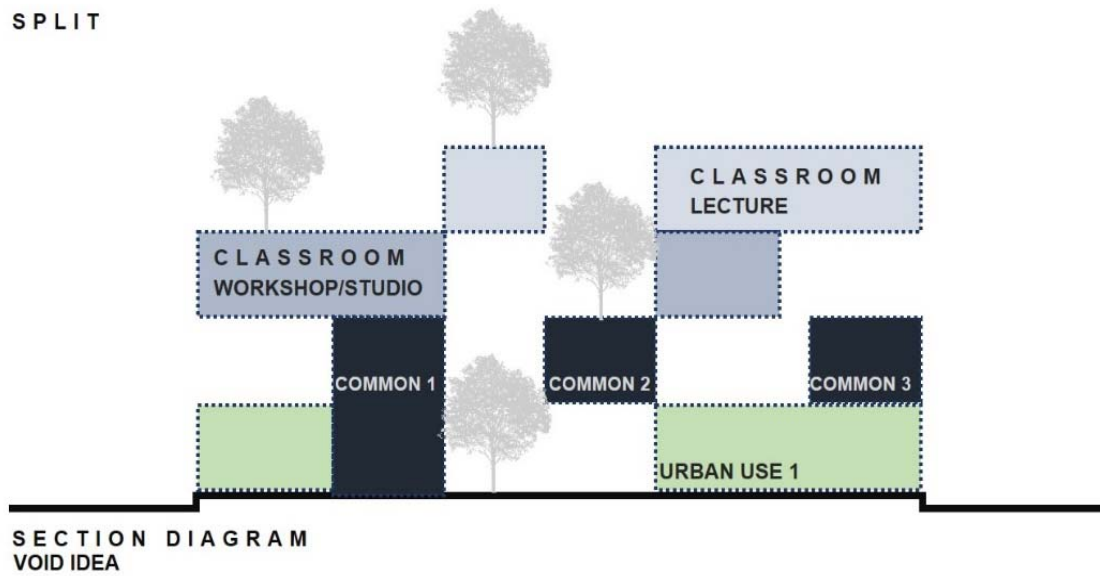 SPLIT
CLASSROOM
LECTURE
CLASSROOM
WORKSHOP/STUDIO
COMMON 1
COMMON 2
COMMON 3
URBAN USE 1
SECTION DIAGRAM
VOID IDEA